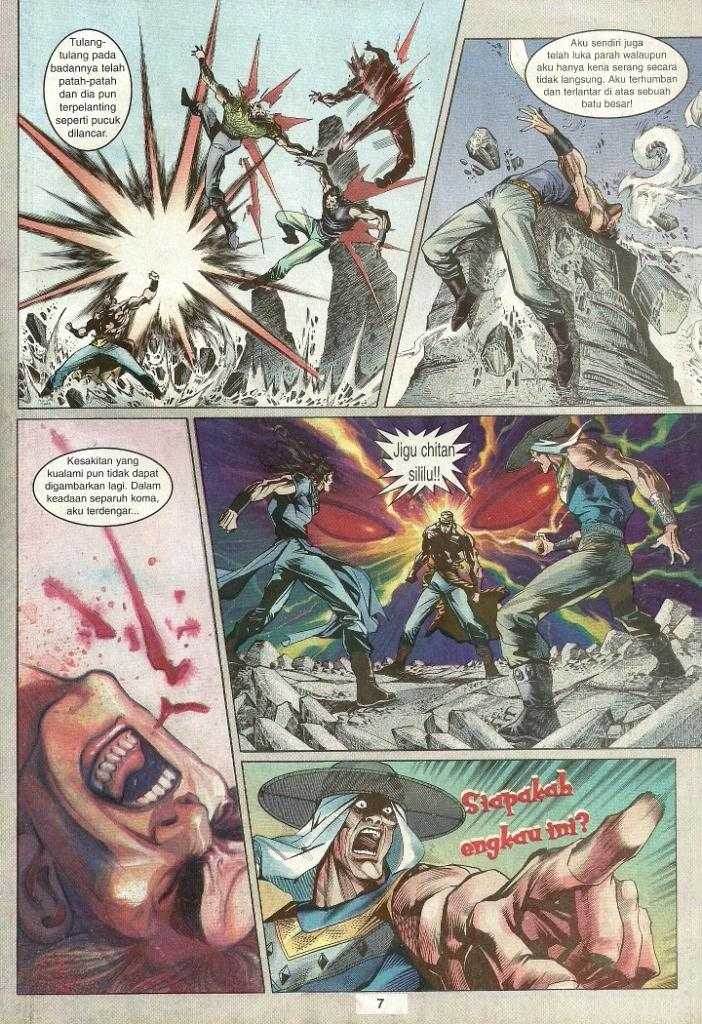 Tulang-
tulang pada
badannya telah
patah-patah
dan dia pun
terpelanting
seperti pucuk
dilancar.
Aku sendiri juga
telah luka parah walaupun
aku hanya kena serang secara
tidak langsung. Aku terhumban
dan terlantar di atas sebuah
batu besar!
Kesakitan yang
kualami pun tidak dapat
digambarkan lagi. Dalam
keadaan separuh koma,
aku terdengar...
Jigu chitan
sililu!!
Siapakah
engkau ini?
7